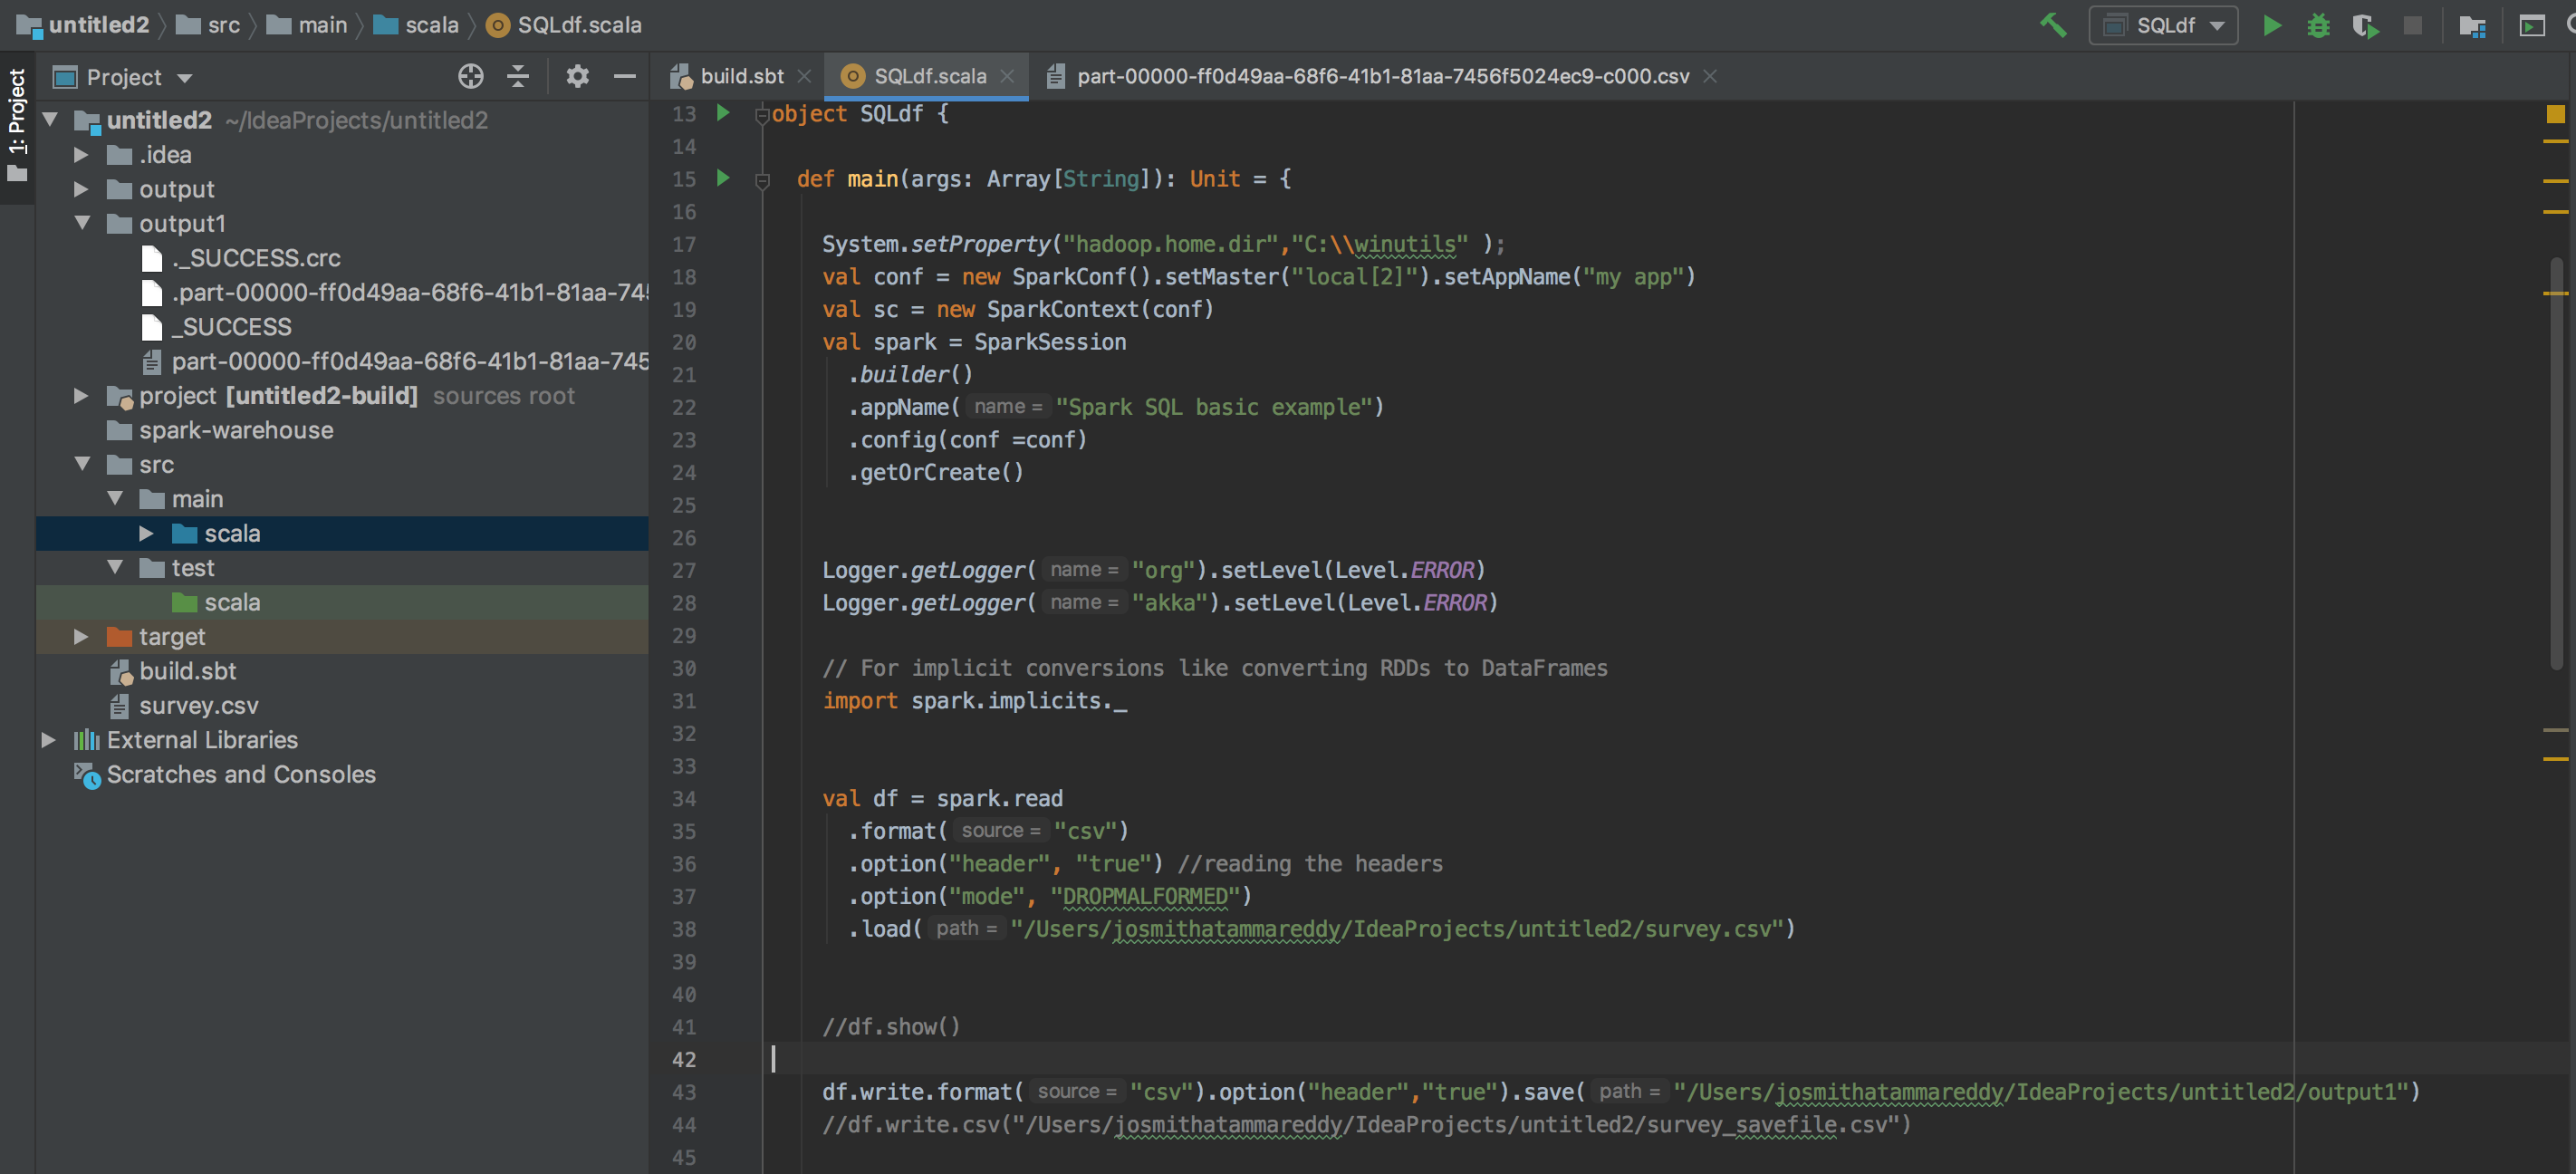 untitled2 src main scala SQLdf.scala SQLdf
1: Project
Project
build.sbt SQLdf.scala part-00000-ff0d49aa-68f6-41b1-81aa-7456f5024ec9-c000.csv
untitled2 ~/IdeaProjects/untitled2
.idea
output
output1
._SUCCESS.crc
.part-00000-ff0d49aa-68f6-41b1-81aa-745
_SUCCESS
part-00000-ff0d49aa-68f6-41b1-81aa-745
project [untitled2-build] sources root
spark-warehouse
src
main
scala
test
scala
target
build.sbt
survey.csv
External Libraries
Scratches and Consoles
13 object SQLdf {
14
15 def main(args: Array[String]): Unit = {
16
17 System.setProperty("hadoop.home.dir","C:\\winutils" );
18 val conf = new SparkConf().setMaster("local[2]").setAppName("my app")
19 val sc = new SparkContext(conf)
20 val spark = SparkSession
21 .builder()
22 .appName( name = "Spark SQL basic example")
23 .config(conf =conf)
24 .getOrCreate()
25
26
27 Logger.getLogger( name = "org").setLevel(Level.ERROR)
28 Logger.getLogger( name = "akka").setLevel(Level.ERROR)
29
30 // For implicit conversions like converting RDDs to DataFrames
31 import spark.implicits._
32
33
34 val df = spark.read
35 .format( source = "csv")
36 .option("header", "true") //reading the headers
37 .option("mode", "DROPMALFORMED")
38 .load( path = "/Users/josmithatammareddy/IdeaProjects/untitled2/survey.csv")
39
40
41 //df.show()
42
43 df.write.format( source = "csv").option("header","true").save( path = "/Users/josmithatammareddy/IdeaProjects/untitled2/output1")
44 //df.write.csv("/Users/josmithatammareddy/IdeaProjects/untitled2/survey_savefile.csv")
45